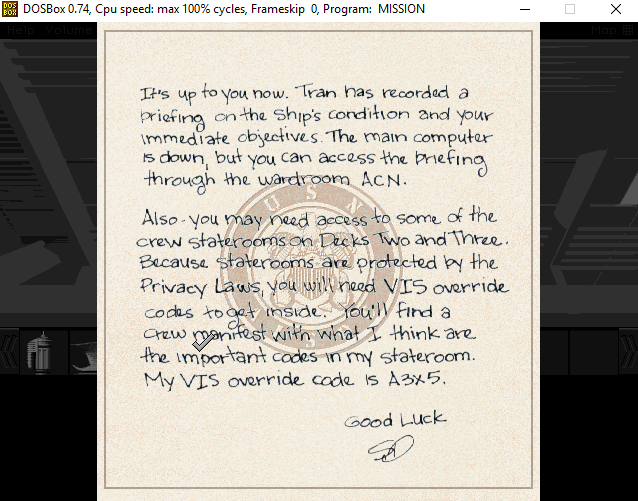 DOSBox 0.74, Cpu speed: max 100% cycles, Frameskip 0, Program: MISSION
Help Volume Map
It's up to you now. Tran has recorded a
briefing on the ship's condition and your
immediate objectives. The main computer
is down, but you can access the briefing
through the wardroom ACN.
Also - you may need access to some of the
crew staterooms on Decks Two and Three.
Because staterooms are protected by the
Privacy Laws, you will need VIS override
codes to get inside. You'll find a
crew manifest with what I think are
the important codes in my stateroom.
My VIS override code is A3X5.
Good Luck
USN